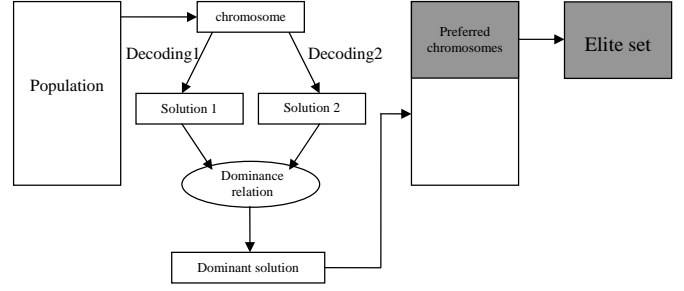 chromosome
Preferred
chromosomes
Elite set
Decoding1
Decoding2
Population
Solution 1
Solution 2
Dominance
relation
Dominant solution